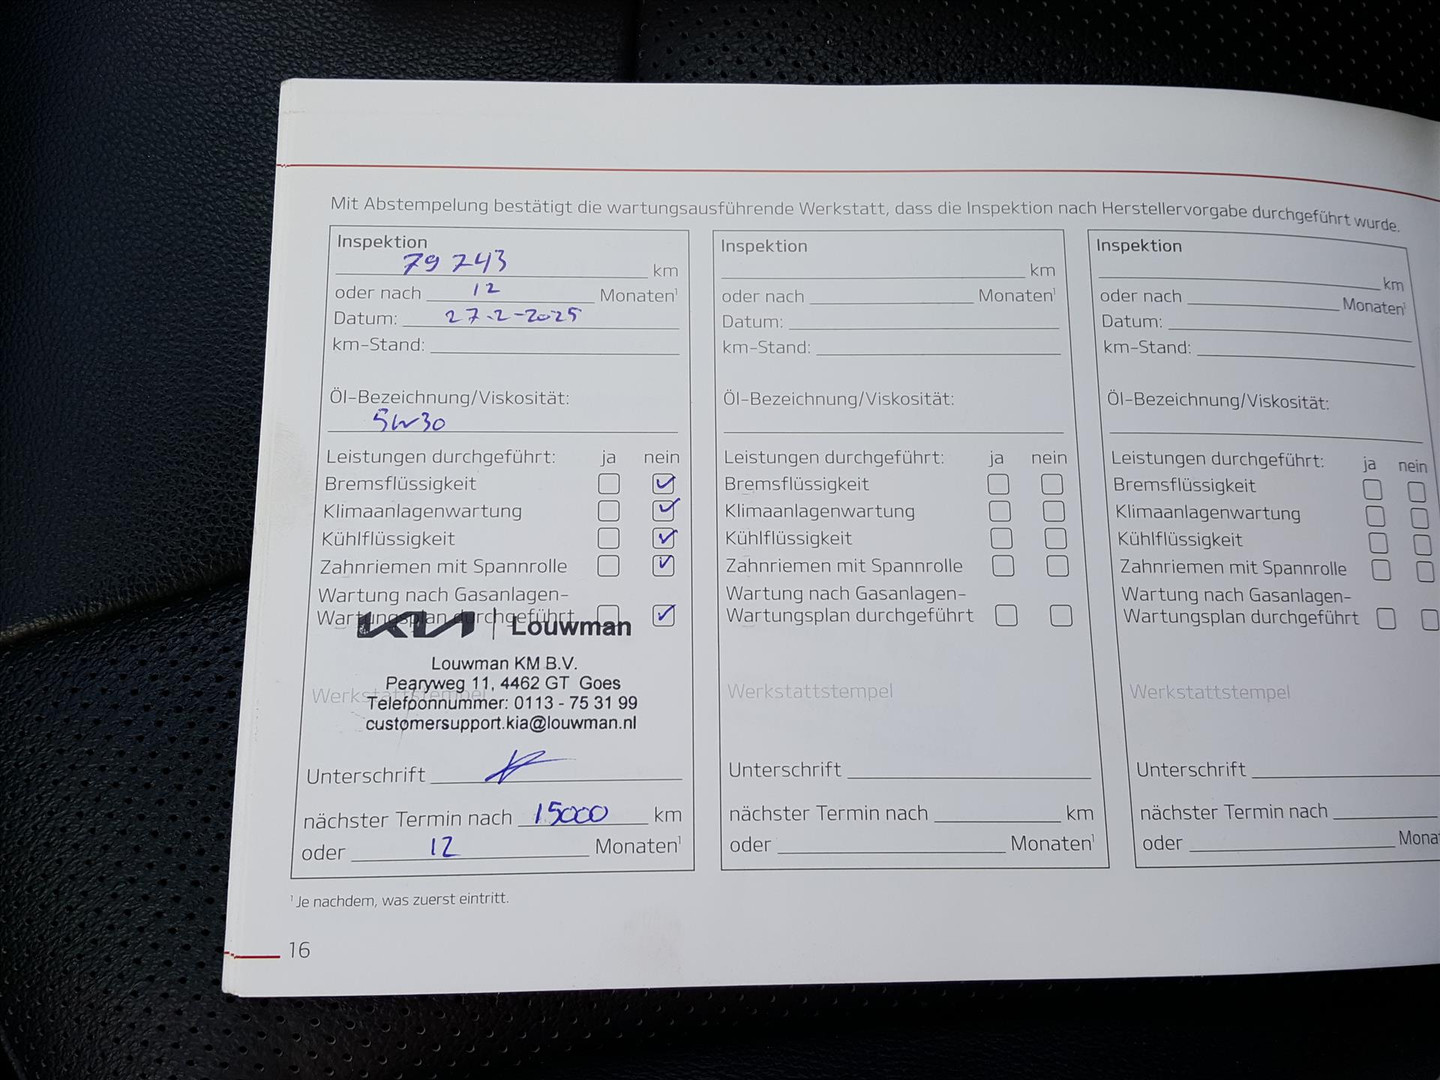 Mit Abstempelung bestätigt die wartungsausführende Werkstatt, dass die Inspektion nach Herstellervorgabe durchgeführt wurde.
Inspektion
79 743 km
oder nach 12 Monaten¹
Datum: 27-2-2025
km-Stand:
Öl-Bezeichnung/Viskosität:
5W30
Leistungen durchgeführt: ja nein
Bremsflüssigkeit
Klimaanlagenwartung
Kühlflüssigkeit
Zahnriemen mit Spannrolle
Wartung nach Gasanlagen-
Wartungsplan durchgeführt
KIA | Louwman
Louwman KM B.V.
Pearyweg 11, 4462 GT Goes
Werkstattstempel
Telefoonnummer: 0113 - 75 31 99
customersupport.kia@louwman.nl
Unterschrift
nächster Termin nach 15000 km
oder 12 Monaten¹
Inspektion
km
oder nach Monaten¹
Datum:
km-Stand:
Öl-Bezeichnung/Viskosität:
Leistungen durchgeführt: ja nein
Bremsflüssigkeit
Klimaanlagenwartung
Kühlflüssigkeit
Zahnriemen mit Spannrolle
Wartung nach Gasanlagen-
Wartungsplan durchgeführt
Werkstattstempel
Unterschrift
nächster Termin nach km
oder Monaten¹
Inspektion
km
oder nach Monaten¹
Datum:
km-Stand:
Öl-Bezeichnung/Viskosität:
Leistungen durchgeführt: ja nein
Bremsflüssigkeit
Klimaanlagenwartung
Kühlflüssigkeit
Zahnriemen mit Spannrolle
Wartung nach Gasanlagen-
Wartungsplan durchgeführt
Werkstattstempel
Unterschrift
nächster Termin nach
oder Mona
¹ Je nachdem, was zuerst eintritt.
16